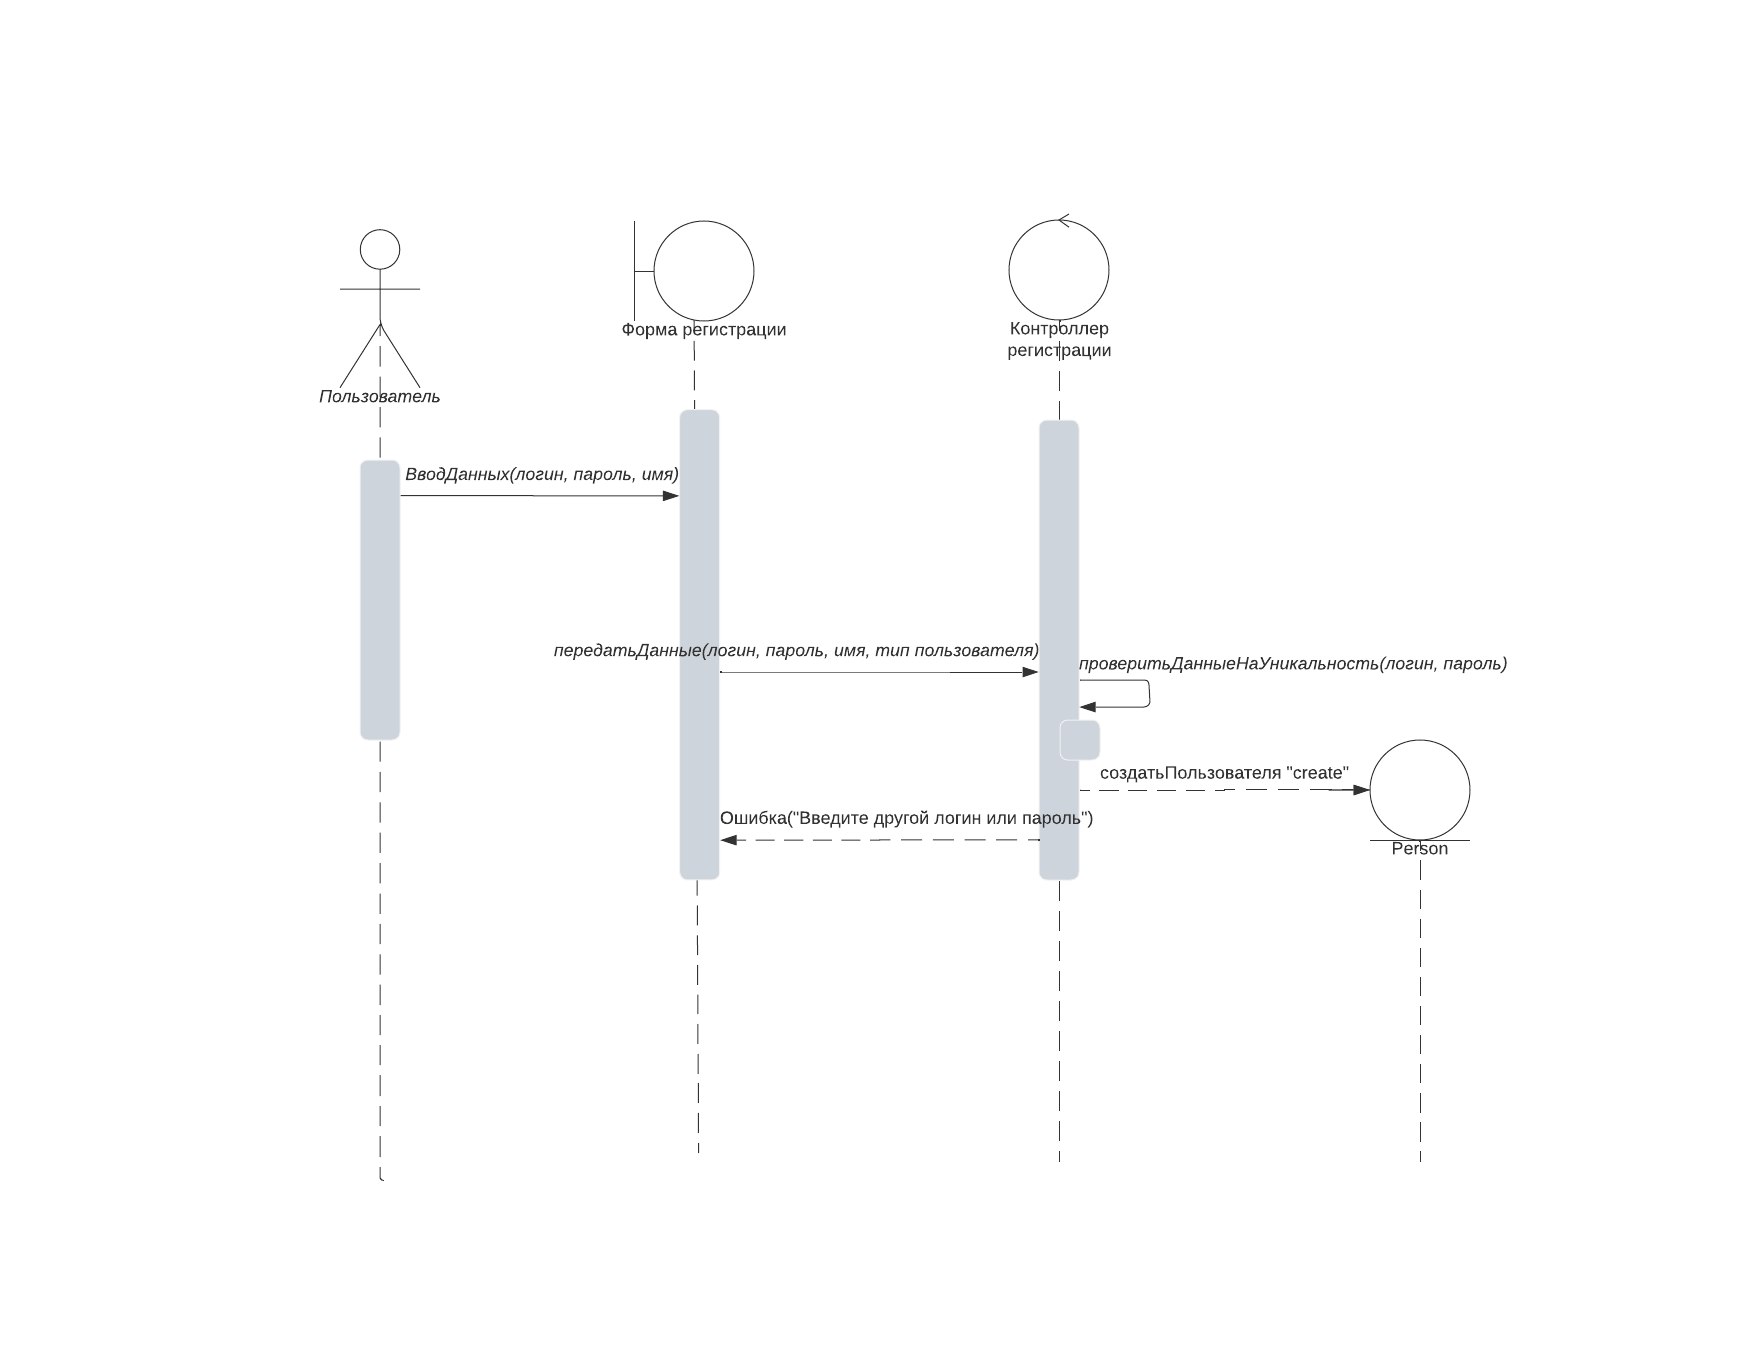 Форма регистрации
Контроллер
регистрации
Пользователь
ВводДанных(логин, пароль, имя)
передатьДанные(логин, пароль, имя, тип пользователя)
проверитьДанныеНаУникальность(логин, пароль)
создатьПользователя "create"
Ошибка("Введите другой логин или пароль")
Person